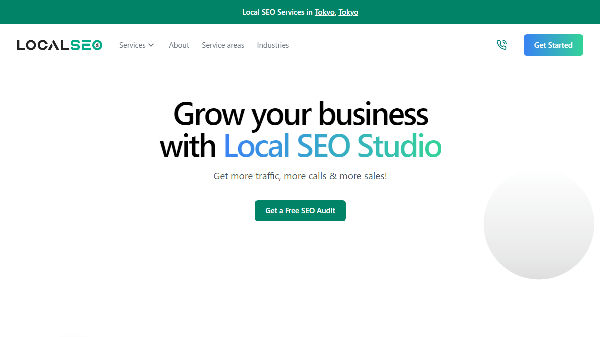 Local SEO Services in Tokyo, Tokyo
LOCALSEO
Services
About
Service areas
Industries
Get Started
Grow your business
with Local SEO Studio
Get more traffic, more calls & more sales!
Get a Free SEO Audit